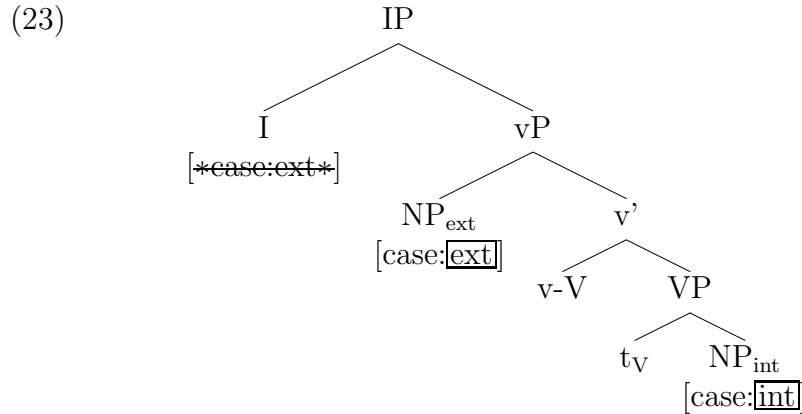 (23) IP
I vP
[∗case:ext∗]
NPext v’
[case:ext]
v-V VP
tV NPint
[case:int]